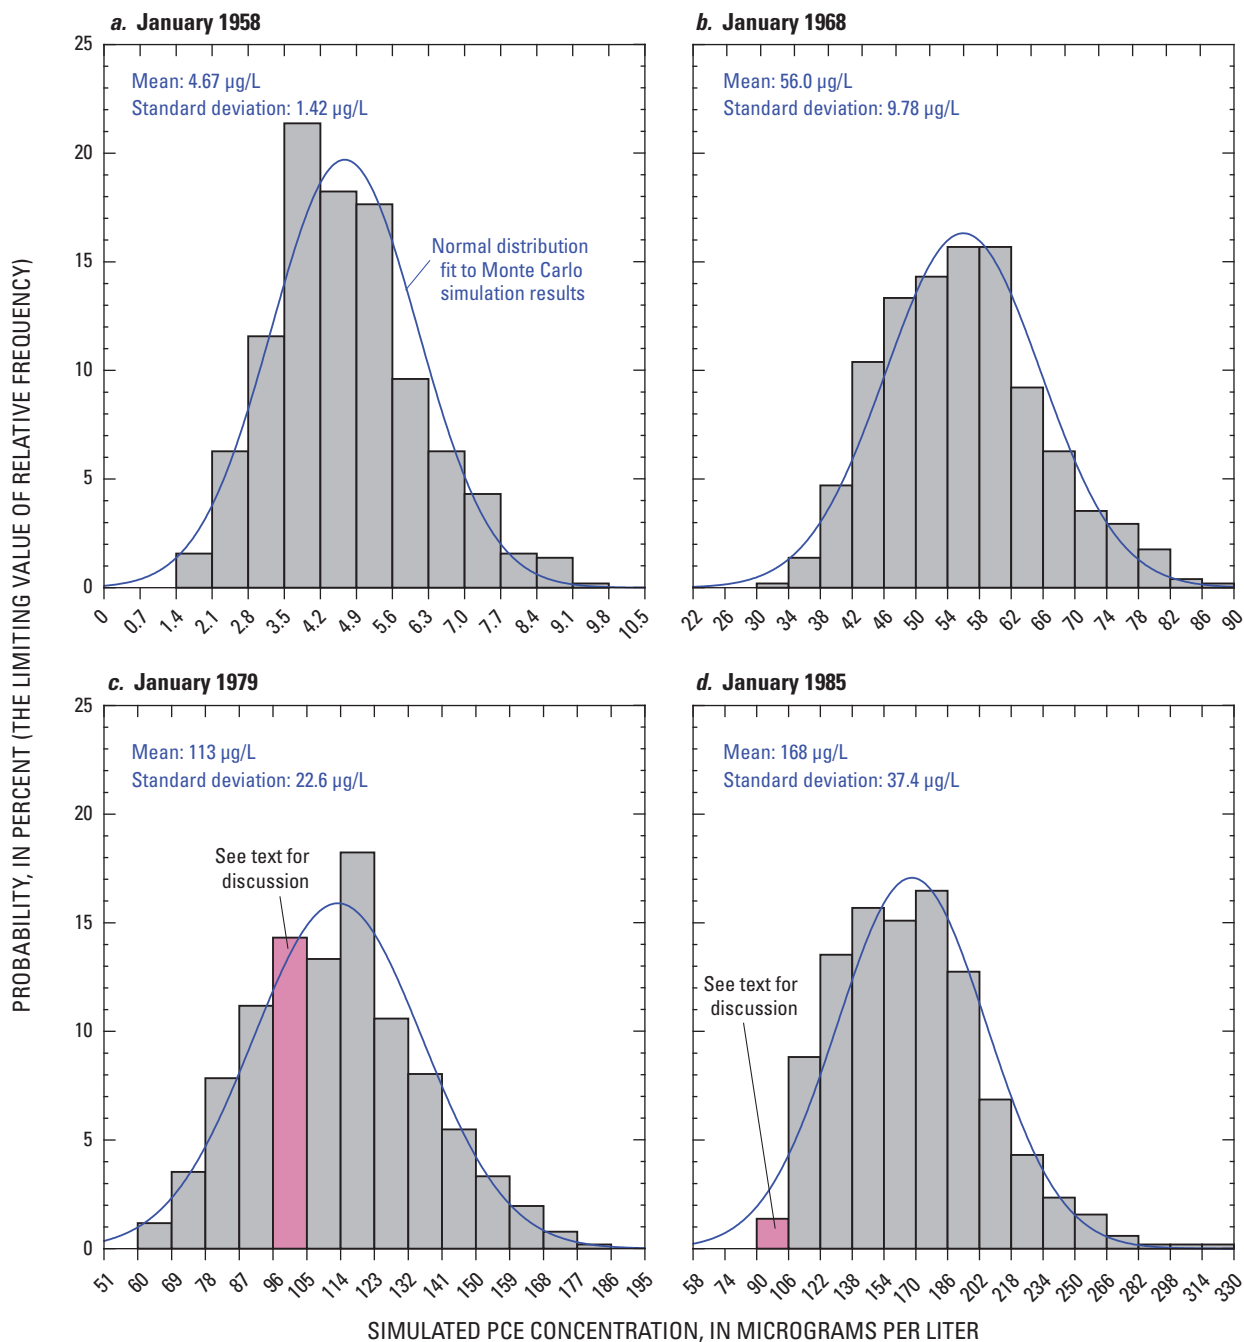 a. January 1958
b. January 1968
PROBABILITY, IN PERCENT (THE LIMITING VALUE OF RELATIVE FREQUENCY)
25
20
15
10
5
0
Mean: 4.67 µg/L
Standard deviation: 1.42 µg/L
Normal distribution
fit to Monte Carlo
simulation results
0 0.7 1.4 2.1 2.8 3.5 4.2 4.9 5.6 6.3 7.0 7.7 8.4 9.1 9.8 10.5
Mean: 56.0 µg/L
Standard deviation: 9.78 µg/L
22 26 30 34 38 42 46 50 54 58 62 66 70 74 78 82 86 90
c. January 1979
d. January 1985
25
20
15
10
5
0
Mean: 113 µg/L
Standard deviation: 22.6 µg/L
See text for
discussion
51 60 69 78 87 96 105 114 123 132 141 150 159 168 177 186 195
Mean: 168 µg/L
Standard deviation: 37.4 µg/L
See text for
discussion
58 74 90 106 122 138 154 170 186 202 218 234 250 266 282 298 314 330
SIMULATED PCE CONCENTRATION, IN MICROGRAMS PER LITER